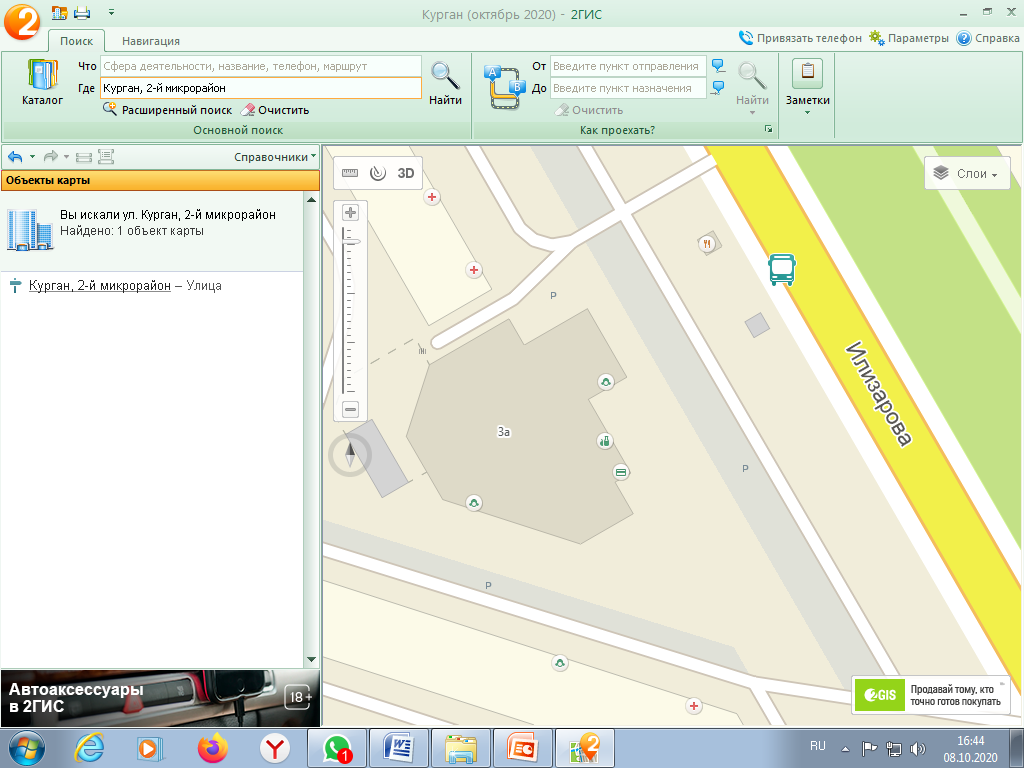 Курган (октябрь 2020) - 2ГИС
Поиск
Навигация
Привязать телефон
Параметры
Справка
Каталог
Что
Сфера деятельности, название, телефон, маршрут
Где
Курган, 2-й микрорайон
Расширенный поиск
Очистить
Найти
Основной поиск
A
B
От
Введите пункт отправления
До
Введите пункт назначения
Очистить
Найти
Как проехать?
Заметки
Справочники
Объекты карты
Вы искали ул. Курган, 2-й микрорайон
Найдено: 1 объект карты
Курган, 2-й микрорайон – Улица
3D
Слои
P
Илизарова
3а
P
P
Автоаксессуары
в 2ГИС
18+
2GIS
Продавай тому, кто
точно готов покупать
1
2
RU
16:44
08.10.2020